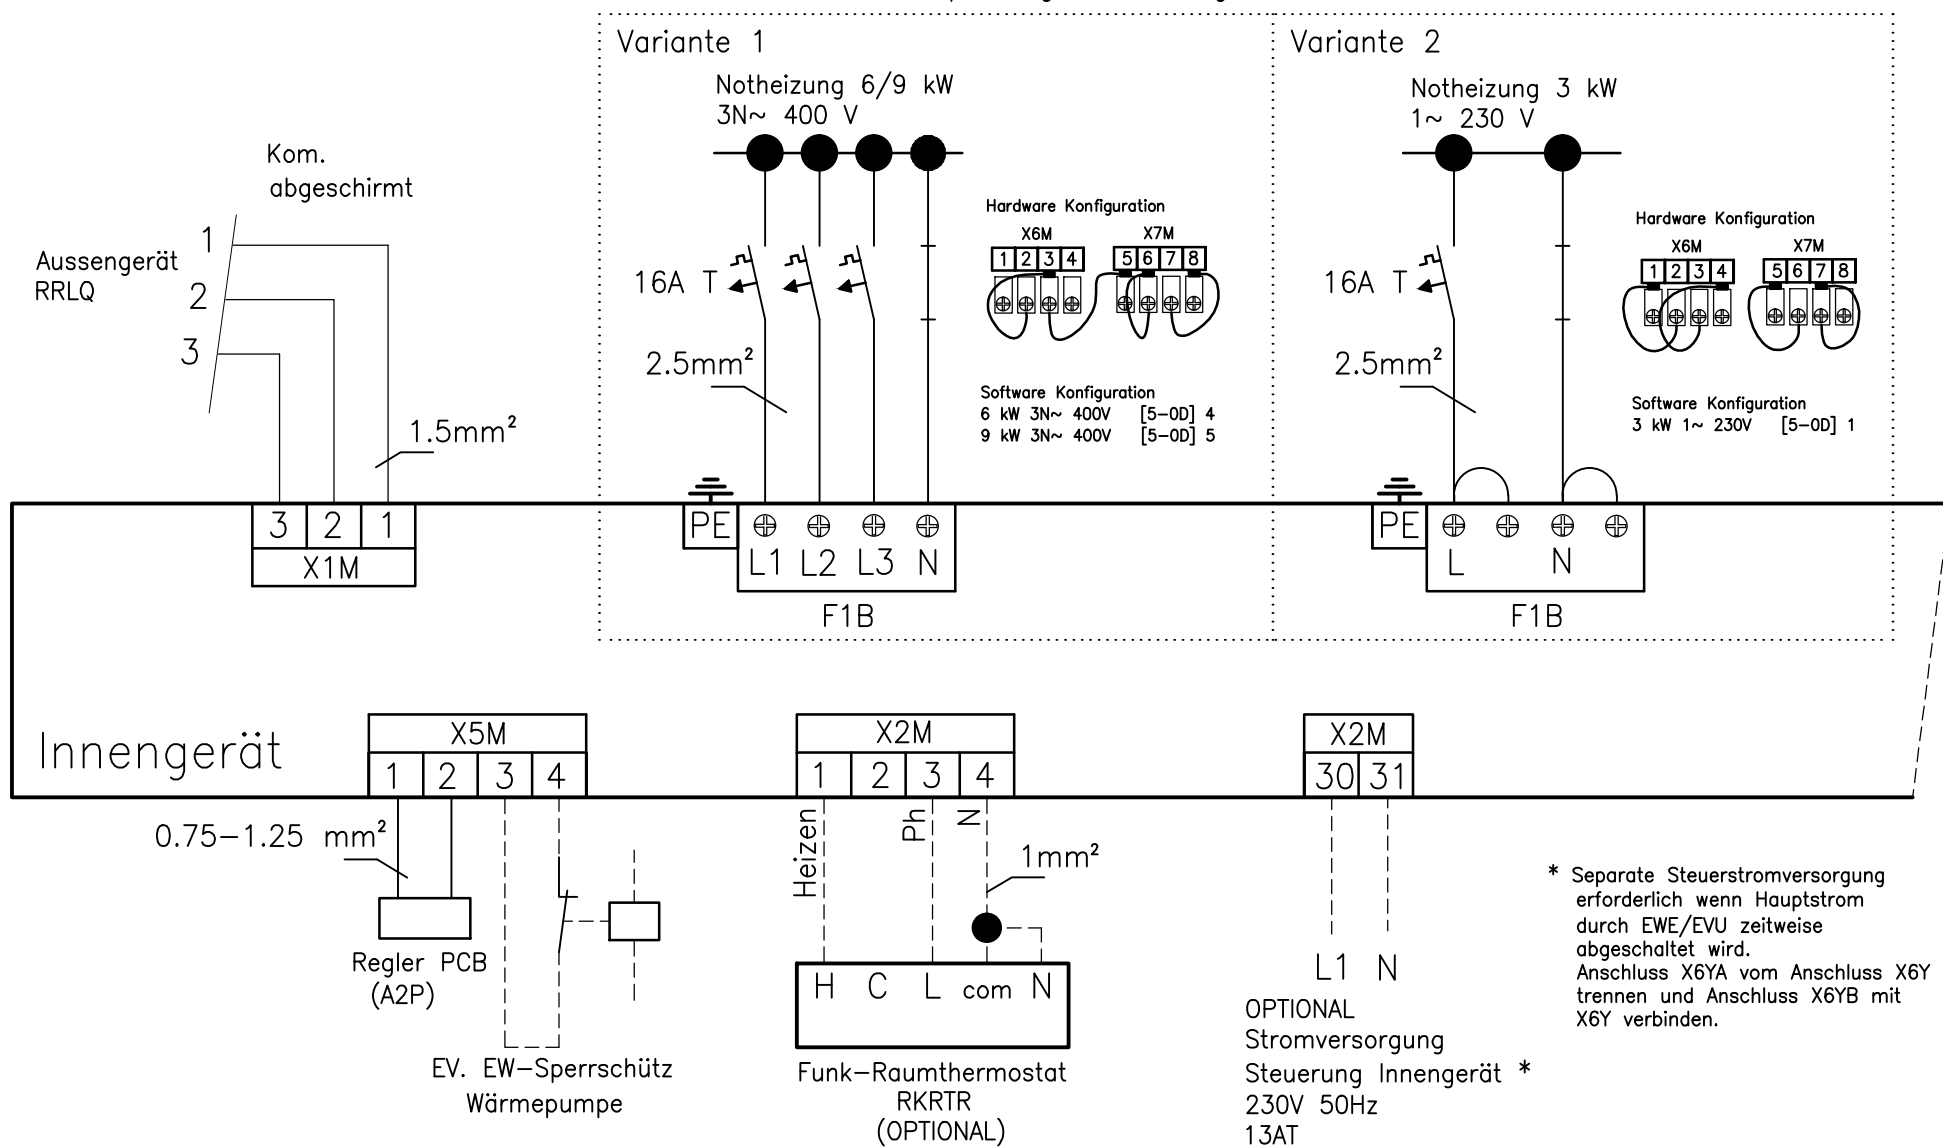 Variante 1
Notheizung 6/9 kW
3N~ 400 V
Hardware Konfiguration
X6M X7M
1 2 3 4 5 6 7 8
16A T
2.5mm²
Software Konfiguration
6 kW 3N~ 400V [5-0D] 4
9 kW 3N~ 400V [5-0D] 5
PE
L1 L2 L3 N
F1B
Variante 2
Notheizung 3 kW
1~ 230 V
Hardware Konfiguration
X6M X7M
1 2 3 4 5 6 7 8
16A T
2.5mm²
Software Konfiguration
3 kW 1~ 230V [5-0D] 1
PE
L N
F1B
Kom.
abgeschirmt
Aussengerät
RRLQ
1
2
3
1.5mm²
3 2 1
X1M
Innengerät
X5M
1 2 3 4
0.75-1.25 mm²
Regler PCB
(A2P)
EV. EW-Sperrschütz
Wärmepumpe
X2M
1 2 3 4
Heizen
Ph
N
1mm²
H C L com N
Funk-Raumthermostat
RKRTR
(OPTIONAL)
X2M
30 31
L1 N
OPTIONAL
Stromversorgung
Steuerung Innengerät *
230V 50Hz
13AT
* Separate Steuerstromversorgung
erforderlich wenn Hauptstrom
durch EWE/EVU zeitweise
abgeschaltet wird.
Anschluss X6YA vom Anschluss X6Y
trennen und Anschluss X6YB mit
X6Y verbinden.